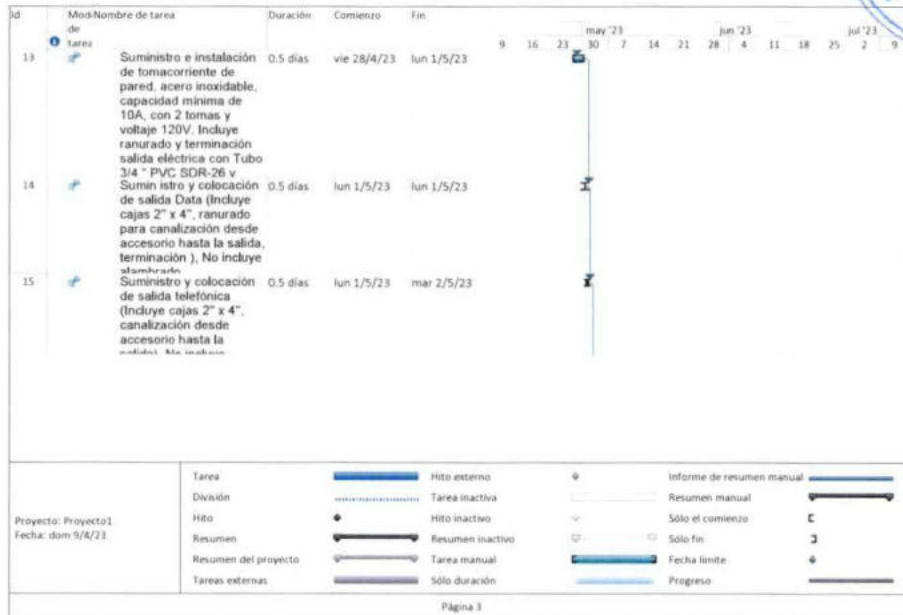 Id Modo Nombre de tarea Duración Comienzo Fin
de
tarea
may '23 jun '23 jul '23
9 16 23 30 7 14 21 28 4 11 18 25 2 9
13 Suministro e instalación 0.5 días vie 28/4/23 lun 1/5/23
de tomacorriente de
pared, acero inoxidable,
capacidad mínima de
10A, con 2 tomas y
voltaje 120V. Incluye
ranurado y terminación
salida eléctrica con Tubo
3/4 " PVC SDR-26 y
14 Sumin istro y colocación 0.5 días lun 1/5/23 lun 1/5/23
de salida Data (Incluye
cajas 2" x 4", ranurado
para canalización desde
accesorio hasta la salida,
terminación ), No incluye
alambrado
15 Suministro y colocación 0.5 días lun 1/5/23 mar 2/5/23
de salida telefónica
(Incluye cajas 2" x 4",
canalización desde
accesorio hasta la
salida), No incluye
Proyecto: Proyecto1
Fecha: dom 9/4/23
Tarea
División
Hito
Resumen
Resumen del proyecto
Tareas externas
Hito externo
Tarea inactiva
Hito inactivo
Resumen inactivo
Tarea manual
Sólo duración
Informe de resumen manual
Resumen manual
Sólo el comienzo
Sólo fin
Fecha límite
Progreso
Página 3